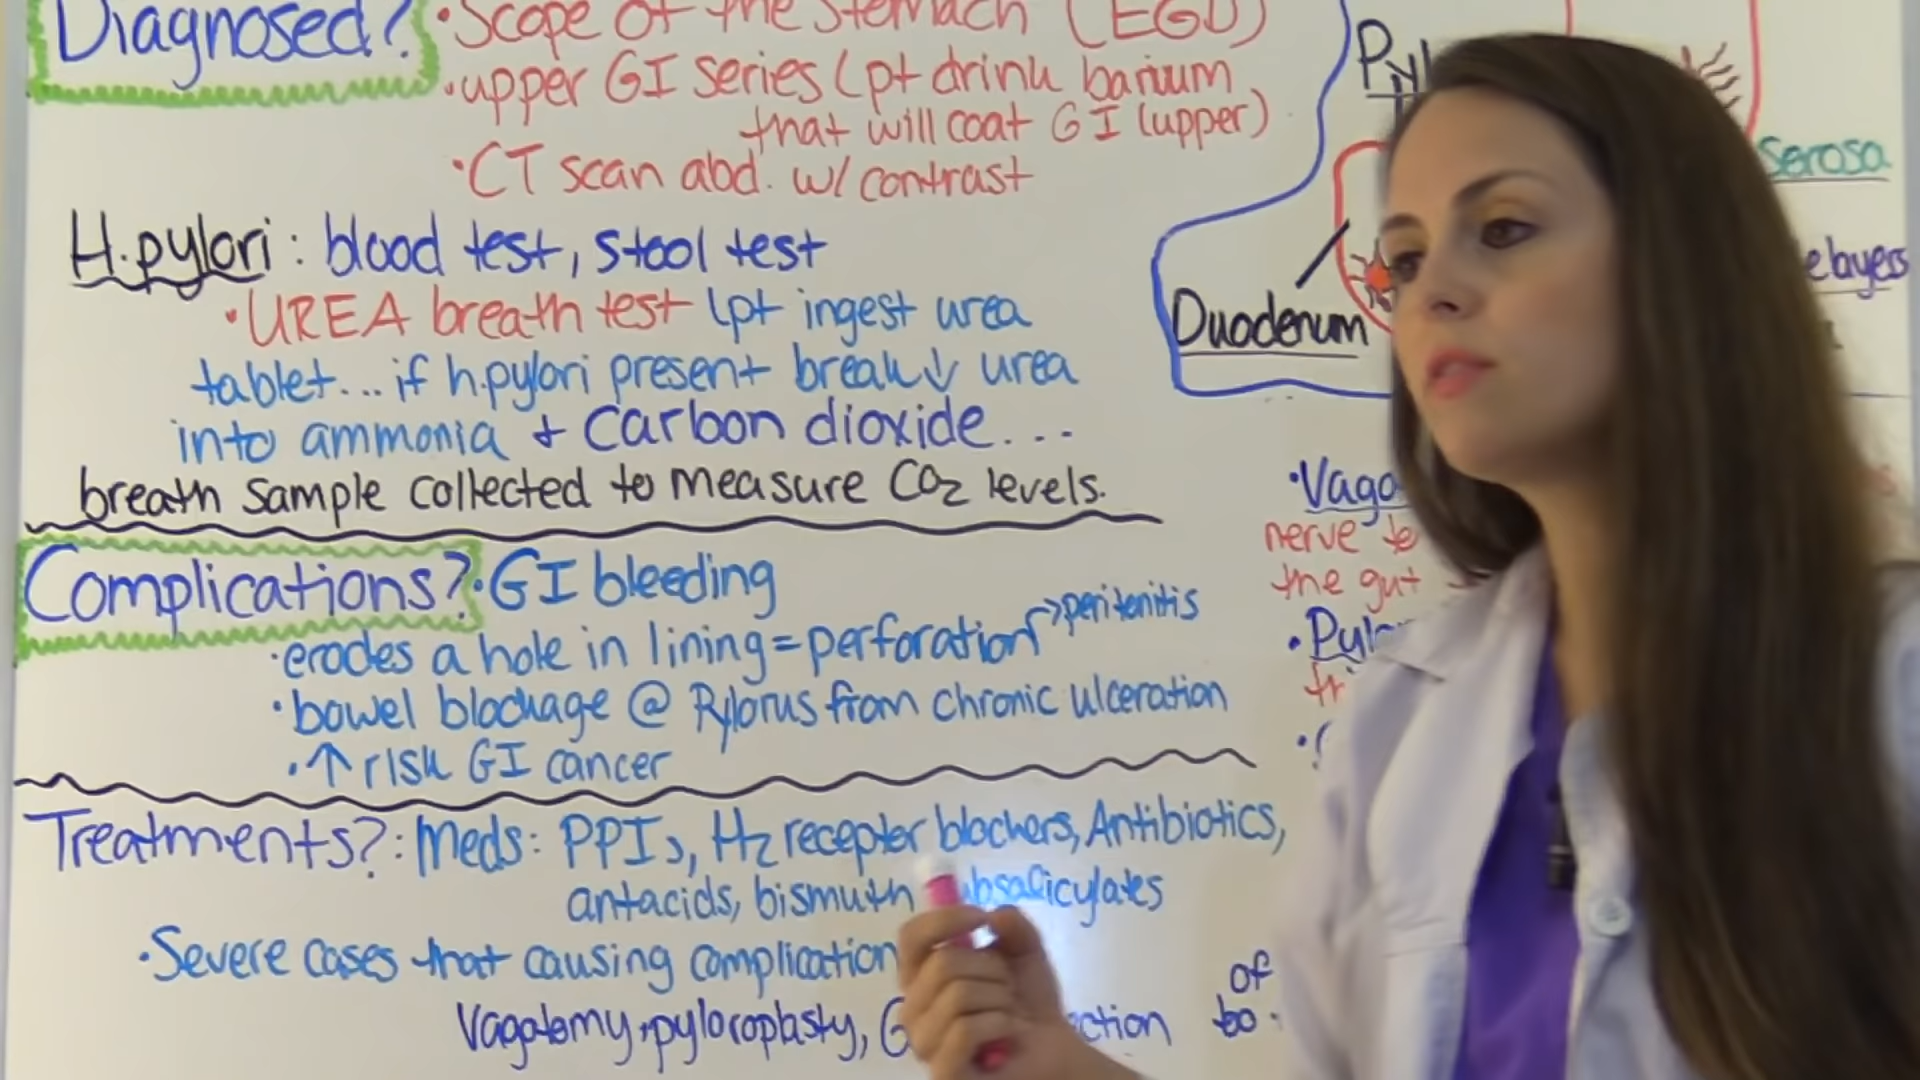 Diagnosed?
• Scope of the Stomach (EGD)
• upper GI series (pt drink barium
that will coat GI (upper)
• CT scan abd. w/ contrast
H.pylori: blood test, stool test
• UREA breath test (pt ingest urea
tablet... if h.pylori present break↓ urea
into ammonia + carbon dioxide...
breath sample collected to measure CO2 levels.
Complications? • GI bleeding
• erodes a hole in lining = perforation → peritenitis
• bowel blockage @ Pylorus from chronic ulceration
• ↑ risk GI cancer
Treatments?: Meds: PPIs, H2 recepter blockers, Antibiotics,
antacids, bismuth subsalicylates
• Severe cases that causing complication
Vagotomy, pyloroplasty,
Serosa
Duodenum
nerve to
the gut
of